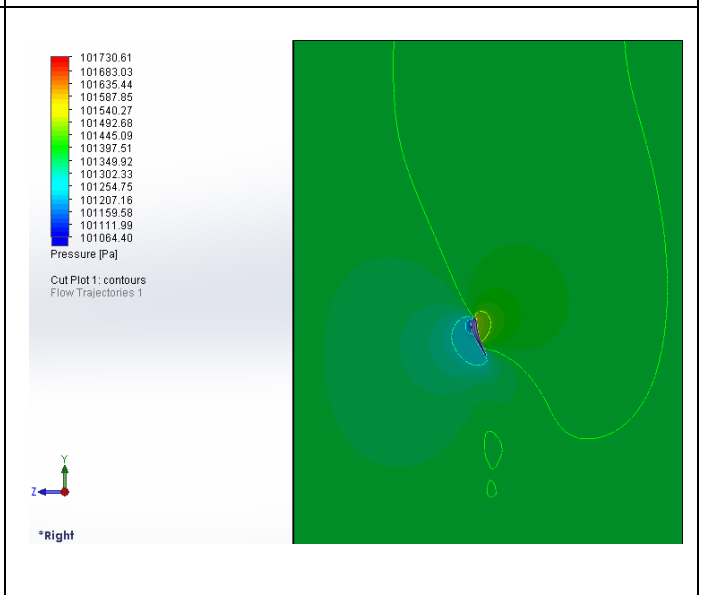 101730.61
101683.03
101635.44
101587.85
101540.27
101492.68
101445.09
101397.51
101349.92
101302.33
101254.75
101207.16
101159.58
101111.99
101064.40
Pressure [Pa]
Cut Plot 1: contours
Flow Trajectories 1
Y
Z
*Right